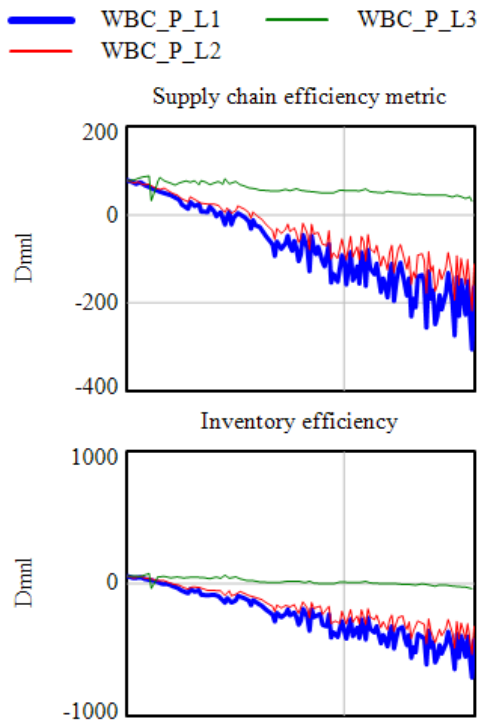 WBC_P_L1 WBC_P_L3
WBC_P_L2
Supply chain efficiency metric
200
0
-200
-400
Dmnl
Inventory efficiency
1000
0
-1000
Dmnl